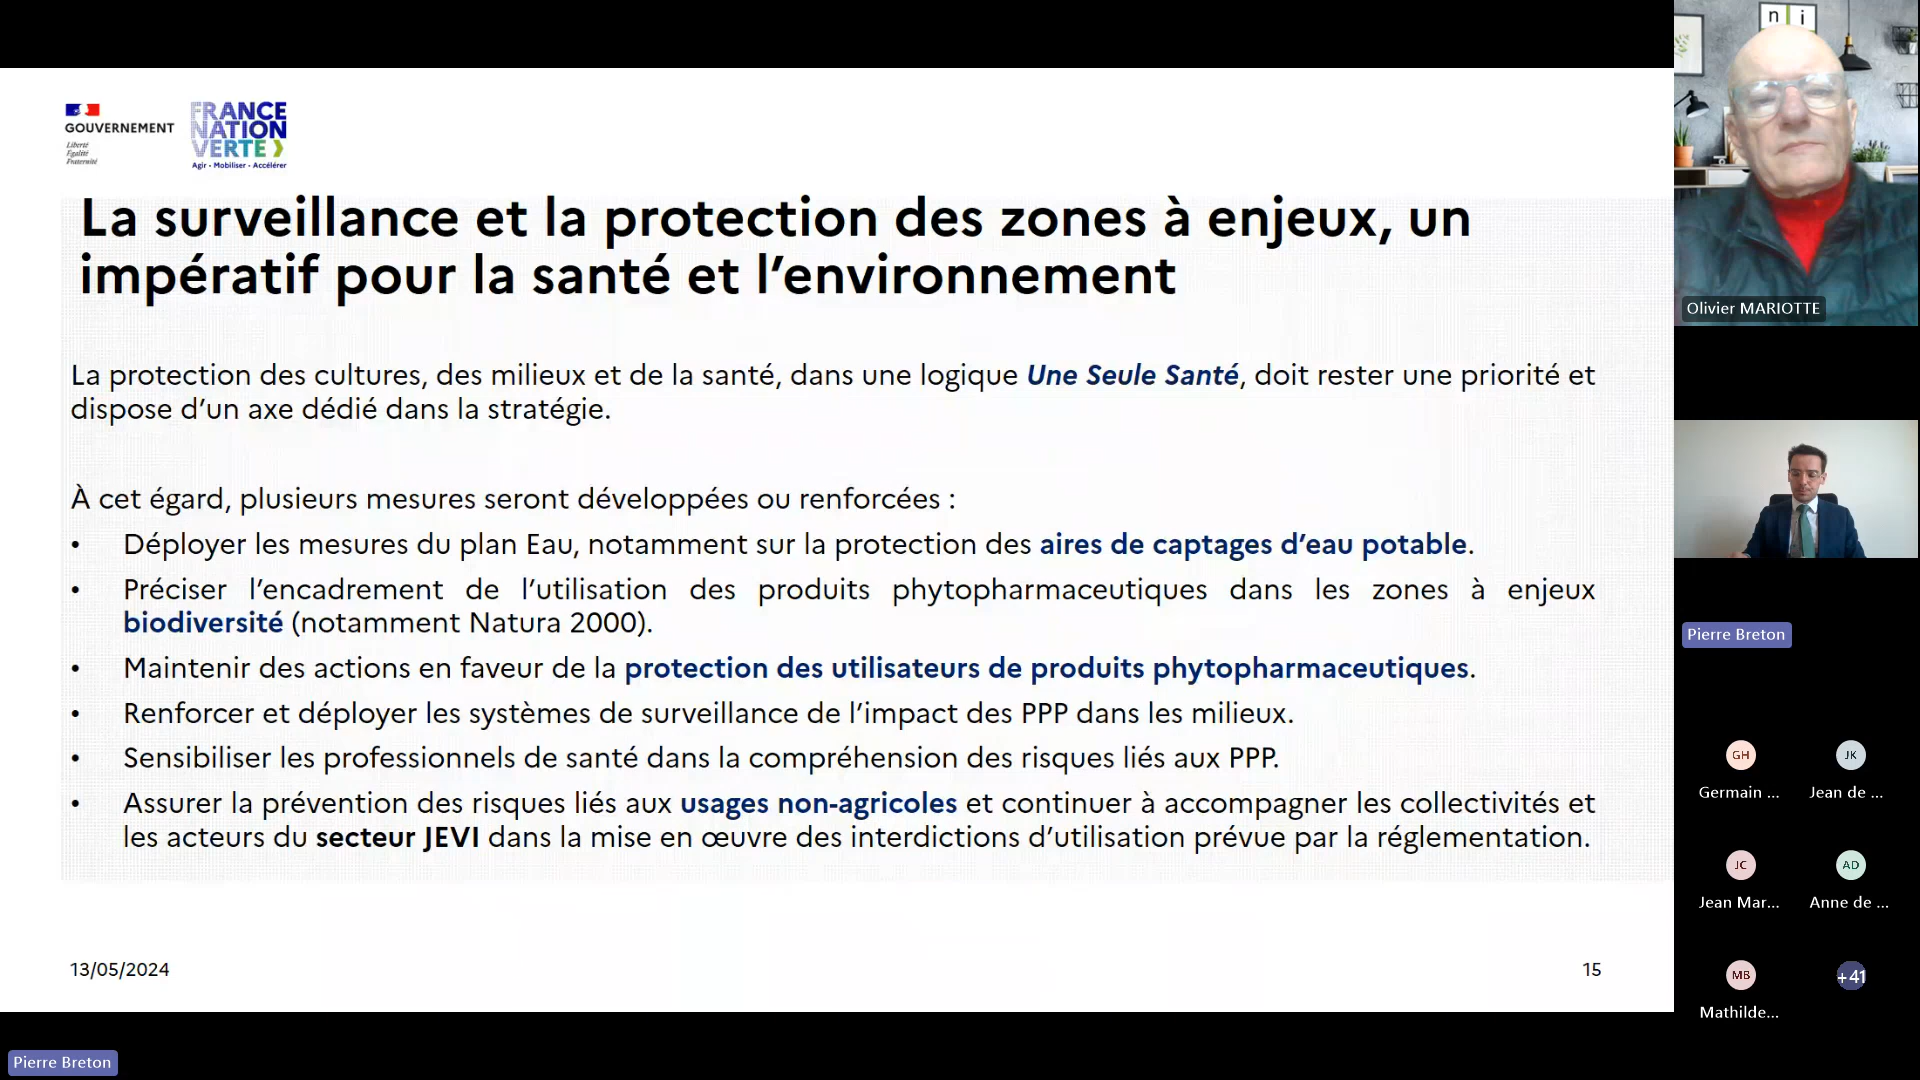 GOUVERNEMENT
Liberté
Égalité
Fraternité
FRANCE
NATION
VERTE
Agir • Mobiliser • Accélérer
La surveillance et la protection des zones à enjeux, un
impératif pour la santé et l’environnement
La protection des cultures, des milieux et de la santé, dans une logique Une Seule Santé, doit rester une priorité et
dispose d’un axe dédié dans la stratégie.
À cet égard, plusieurs mesures seront développées ou renforcées :
• Déployer les mesures du plan Eau, notamment sur la protection des aires de captages d’eau potable.
• Préciser l’encadrement de l’utilisation des produits phytopharmaceutiques dans les zones à enjeux
biodiversité (notamment Natura 2000).
• Maintenir des actions en faveur de la protection des utilisateurs de produits phytopharmaceutiques.
• Renforcer et déployer les systèmes de surveillance de l’impact des PPP dans les milieux.
• Sensibiliser les professionnels de santé dans la compréhension des risques liés aux PPP.
• Assurer la prévention des risques liés aux usages non-agricoles et continuer à accompagner les collectivités et
les acteurs du secteur JEVI dans la mise en œuvre des interdictions d’utilisation prévue par la réglementation.
13/05/2024
15
Pierre Breton
n i
Olivier MARIOTTE
Pierre Breton
GH
JK
Germain ...
Jean de ...
JC
AD
Jean Mar...
Anne de ...
MB
+41
Mathilde...